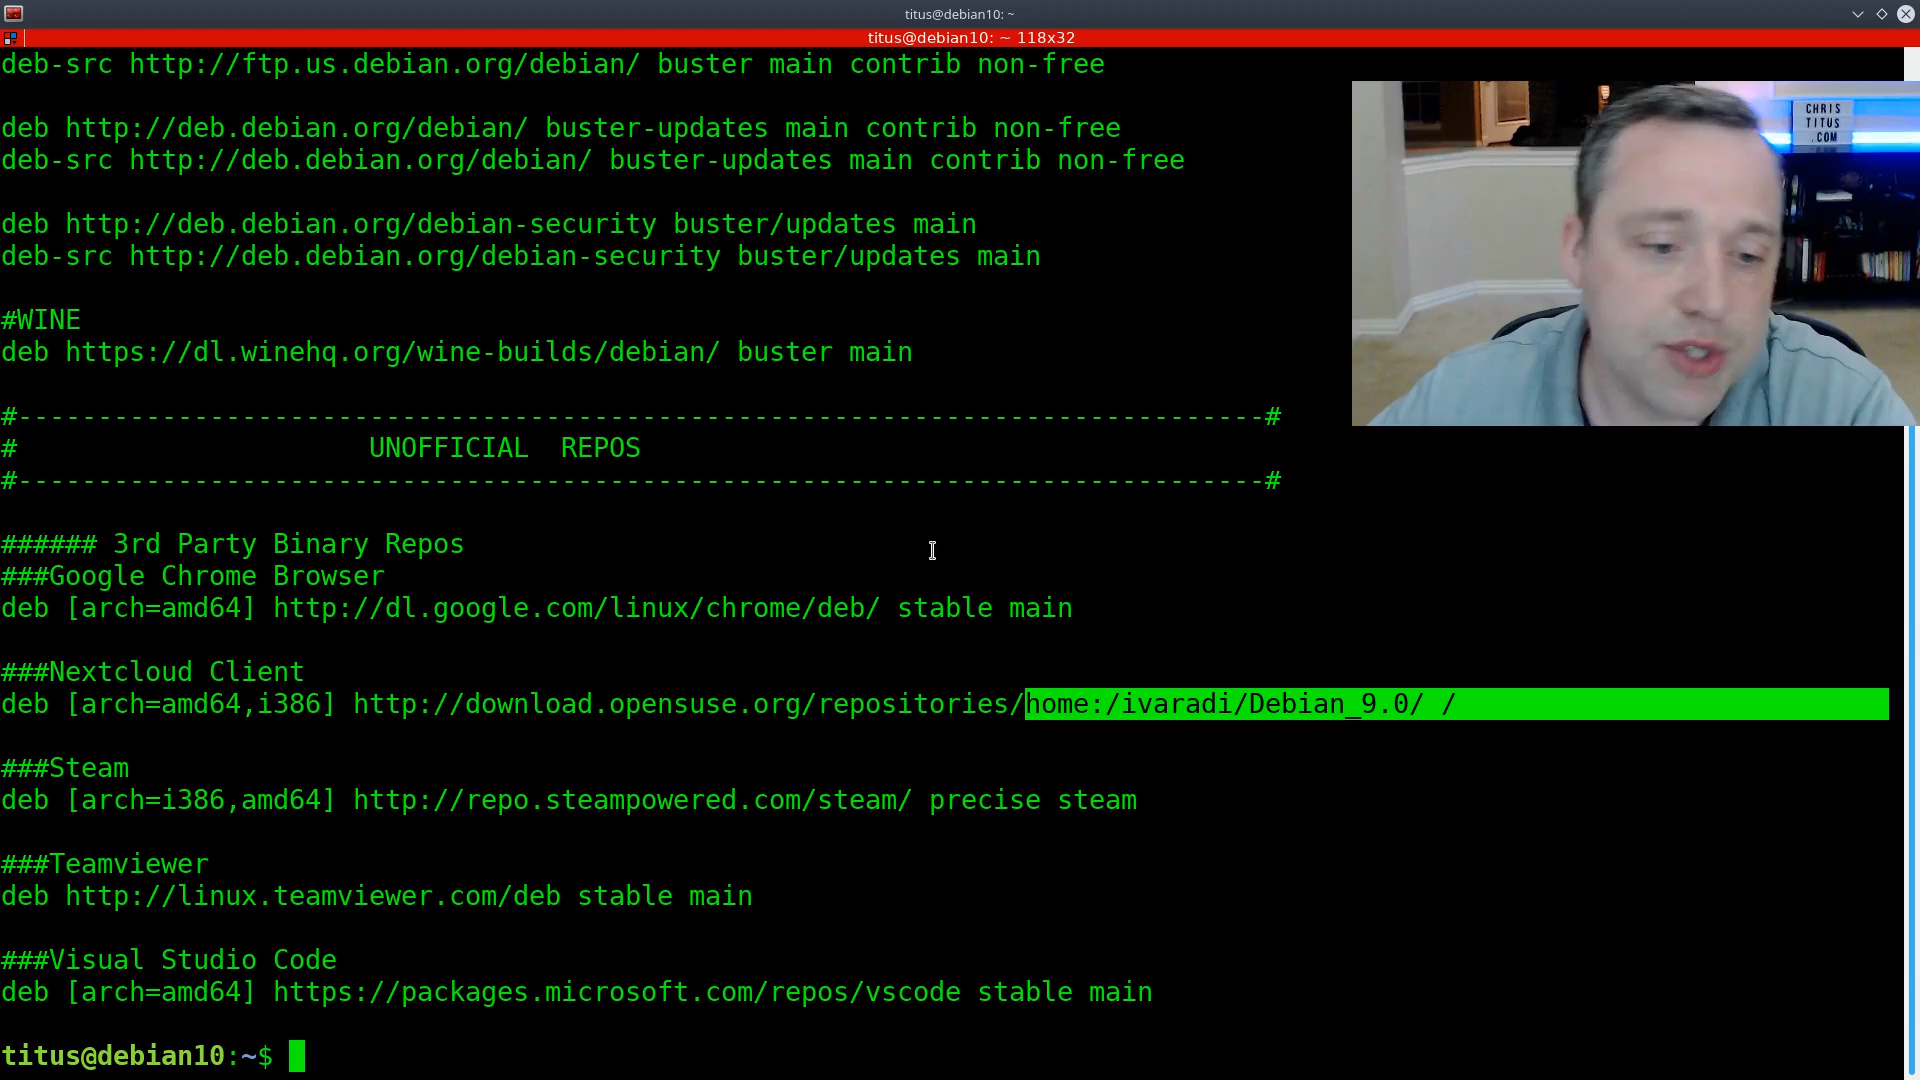 titus@debian10: ~
titus@debian10: ~ 118x32
deb-src http://ftp.us.debian.org/debian/ buster main contrib non-free
deb http://deb.debian.org/debian/ buster-updates main contrib non-free
deb-src http://deb.debian.org/debian/ buster-updates main contrib non-free
deb http://deb.debian.org/debian-security buster/updates main
deb-src http://deb.debian.org/debian-security buster/updates main
#WINE
deb https://dl.winehq.org/wine-builds/debian/ buster main
#------------------------------------------------------------------------------#
#                      UNOFFICIAL  REPOS
#------------------------------------------------------------------------------#
###### 3rd Party Binary Repos
###Google Chrome Browser
deb [arch=amd64] http://dl.google.com/linux/chrome/deb/ stable main
###Nextcloud Client
deb [arch=amd64,i386] http://download.opensuse.org/repositories/home:/ivaradi/Debian_9.0/ /
###Steam
deb [arch=i386,amd64] http://repo.steampowered.com/steam/ precise steam
###Teamviewer
deb http://linux.teamviewer.com/deb stable main
###Visual Studio Code
deb [arch=amd64] https://packages.microsoft.com/repos/vscode stable main
titus@debian10:~$
CHRIS
TITUS
.COM